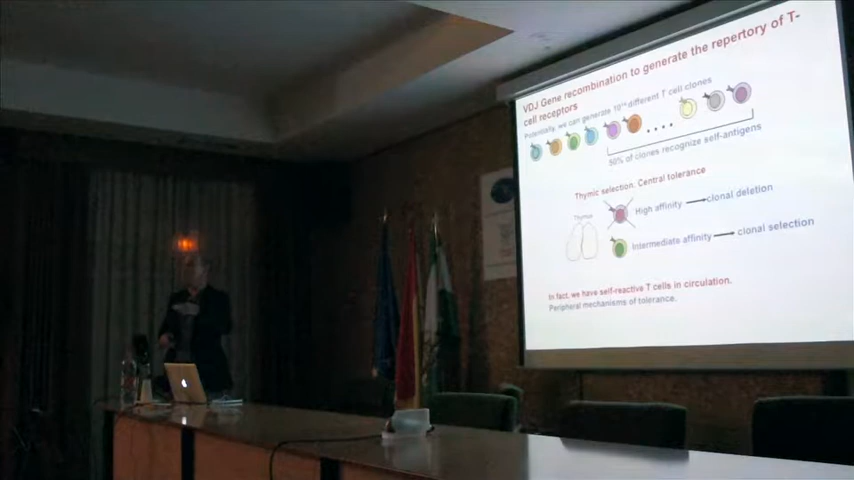 VDJ Gene recombination to generate the repertory of T-
cell receptors
Potentially, we can generate 10¹⁵ different T cell clones
50% of clones recognize self-antigens
Thymic selection. Central tolerance
Thymus
High affinity
clonal deletion
Intermediate affinity
clonal selection
In fact, we have self-reactive T cells in circulation.
Peripheral mechanisms of tolerance.